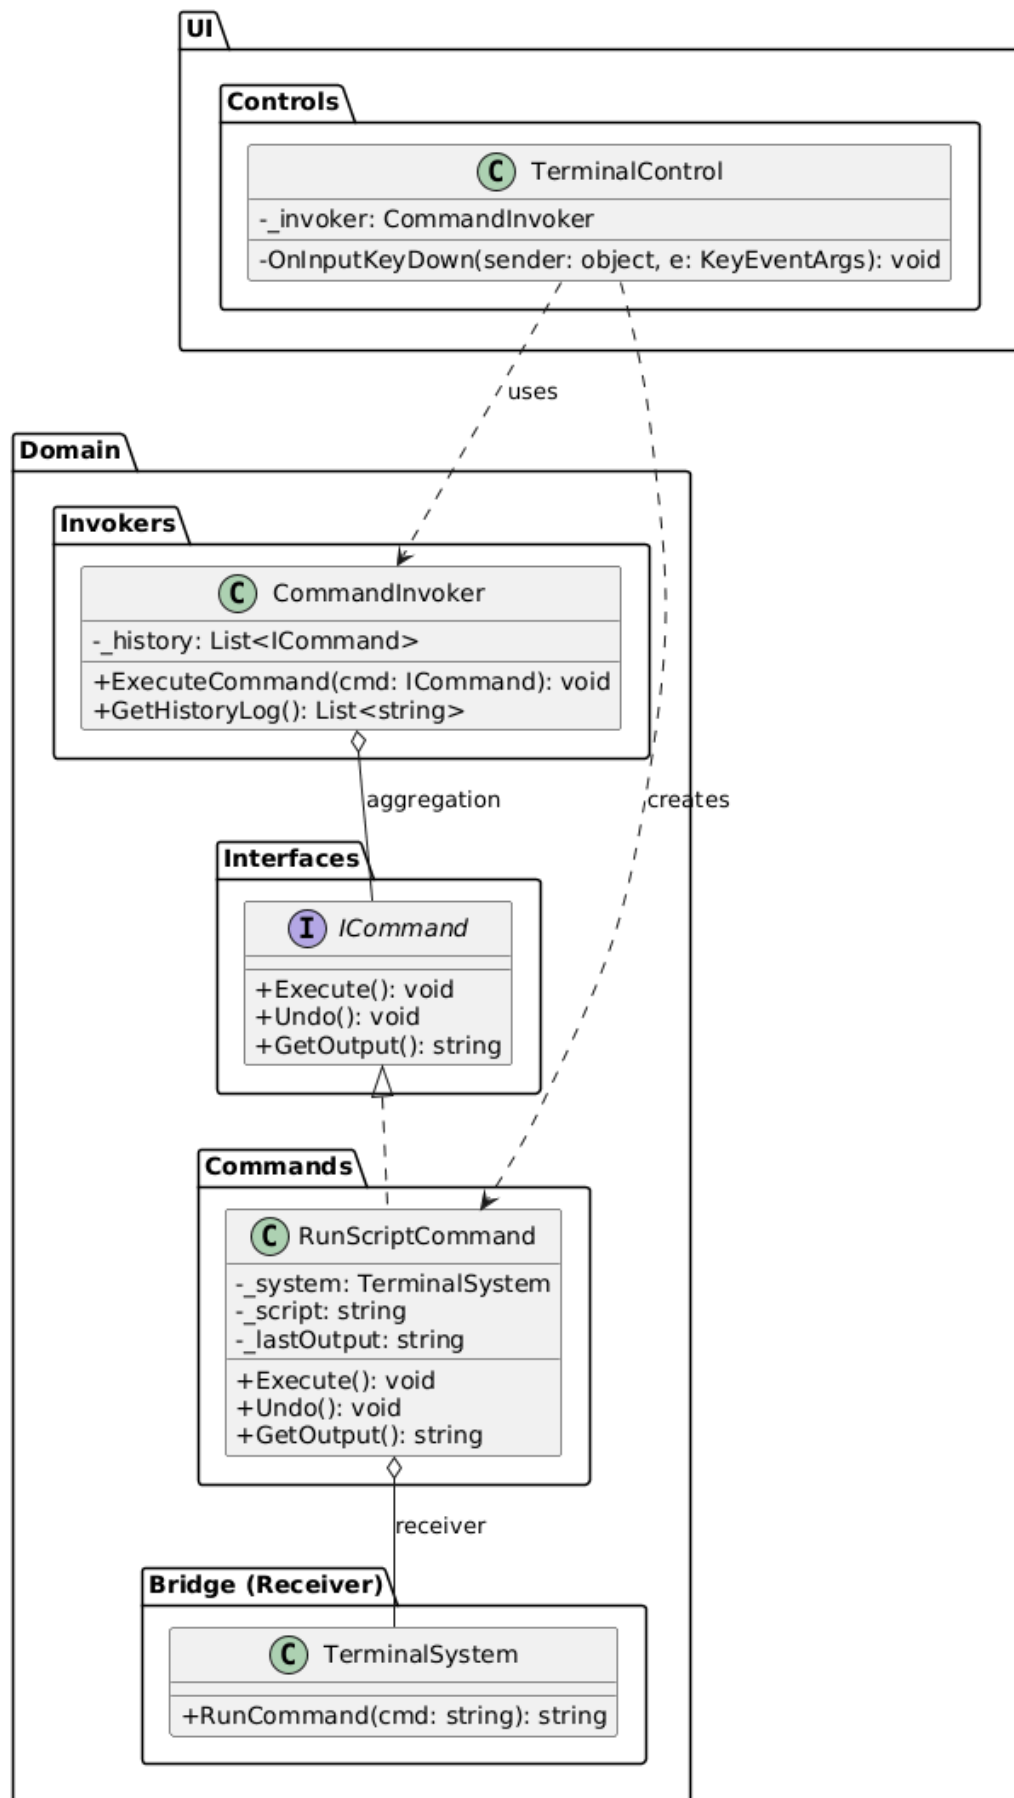 UI
Controls
C TerminalControl
-_invoker: CommandInvoker
-OnInputKeyDown(sender: object, e: KeyEventArgs): void
uses
Domain
Invokers
C CommandInvoker
-_history: List<ICommand>
+ExecuteCommand(cmd: ICommand): void
+GetHistoryLog(): List<string>
aggregation
creates
Interfaces
I ICommand
+Execute(): void
+Undo(): void
+GetOutput(): string
Commands
C RunScriptCommand
-_system: TerminalSystem
-_script: string
-_lastOutput: string
+Execute(): void
+Undo(): void
+GetOutput(): string
receiver
Bridge (Receiver)
C TerminalSystem
+RunCommand(cmd: string): string